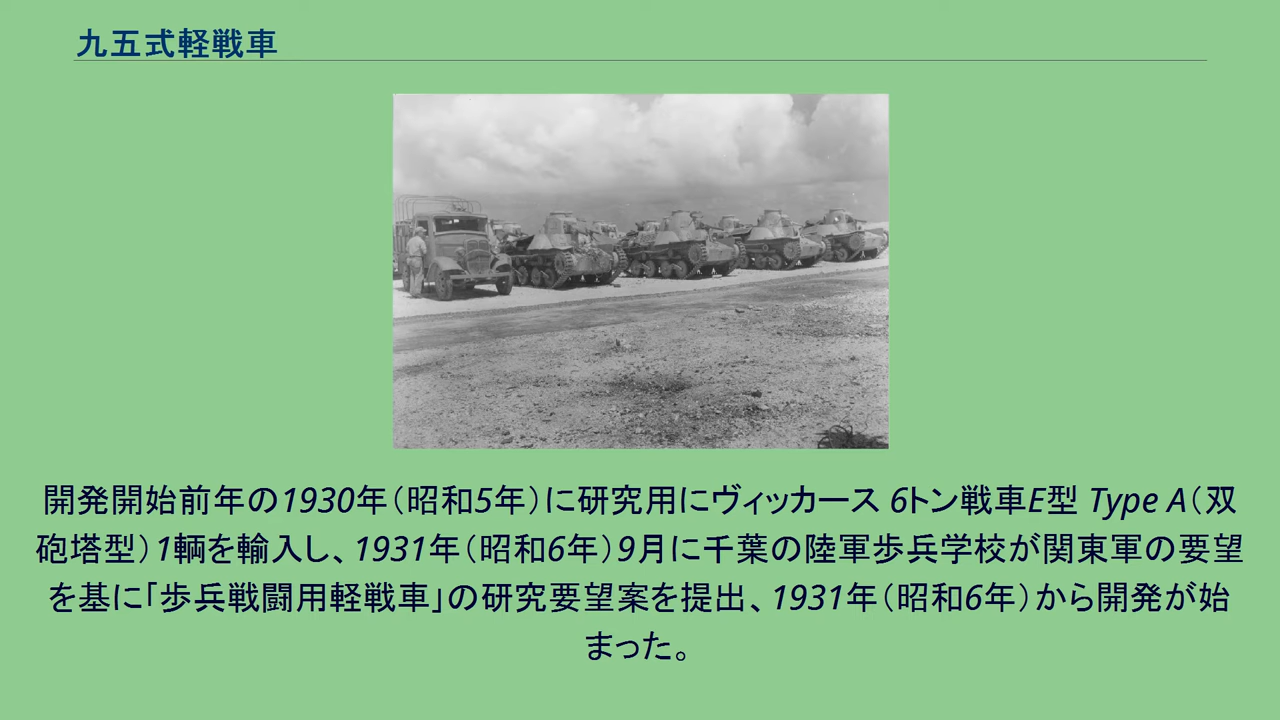 九五式軽戦車
開発開始前年の1930年（昭和5年）に研究用にヴィッカース 6トン戦車E型 Type A（双
砲塔型）1輌を輸入し、1931年（昭和6年）9月に千葉の陸軍歩兵学校が関東軍の要望
を基に「歩兵戦闘用軽戦車」の研究要望案を提出、1931年（昭和6年）から開発が始
まった。